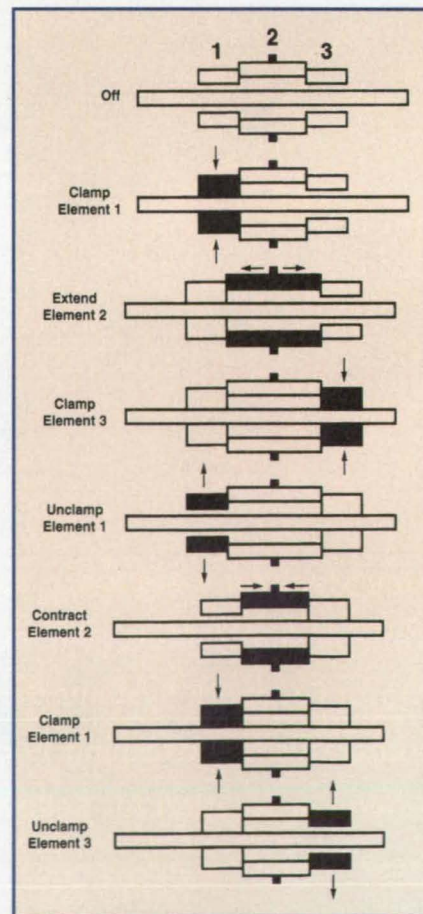 1 2 3
Off
Clamp
Element 1
Extend
Element 2
Clamp
Element 3
Unclamp
Element 1
Contract
Element 2
Clamp
Element 1
Unclamp
Element 3